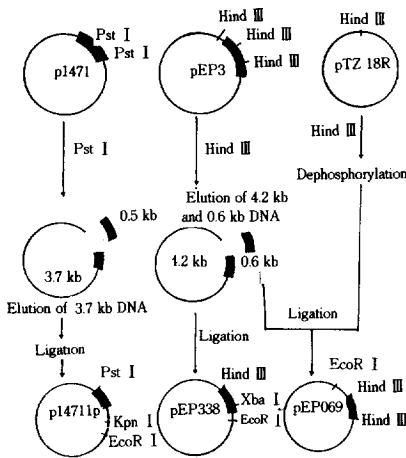 Pst Ⅰ
Pst Ⅰ
p1471
Hind Ⅲ
Hind Ⅲ
Hind Ⅲ
pEP3
Hind Ⅲ
pTZ 18R
Pst Ⅰ
Hind Ⅲ
Hind Ⅲ
Dephosphorylation
0.5 kb
3.7 kb
Elution of 3.7 kb DNA
Elution of 4.2 kb
and 0.6 kb DNA
4.2 kb
0.6 kb
Ligation
Ligation
Ligation
Pst Ⅰ
p14711p
Kpn Ⅰ
EcoR Ⅰ
Hind Ⅲ
pEP338
Xba Ⅰ
EcoR Ⅰ
EcoR Ⅰ
Hind Ⅲ
pEP069
Hind Ⅲ